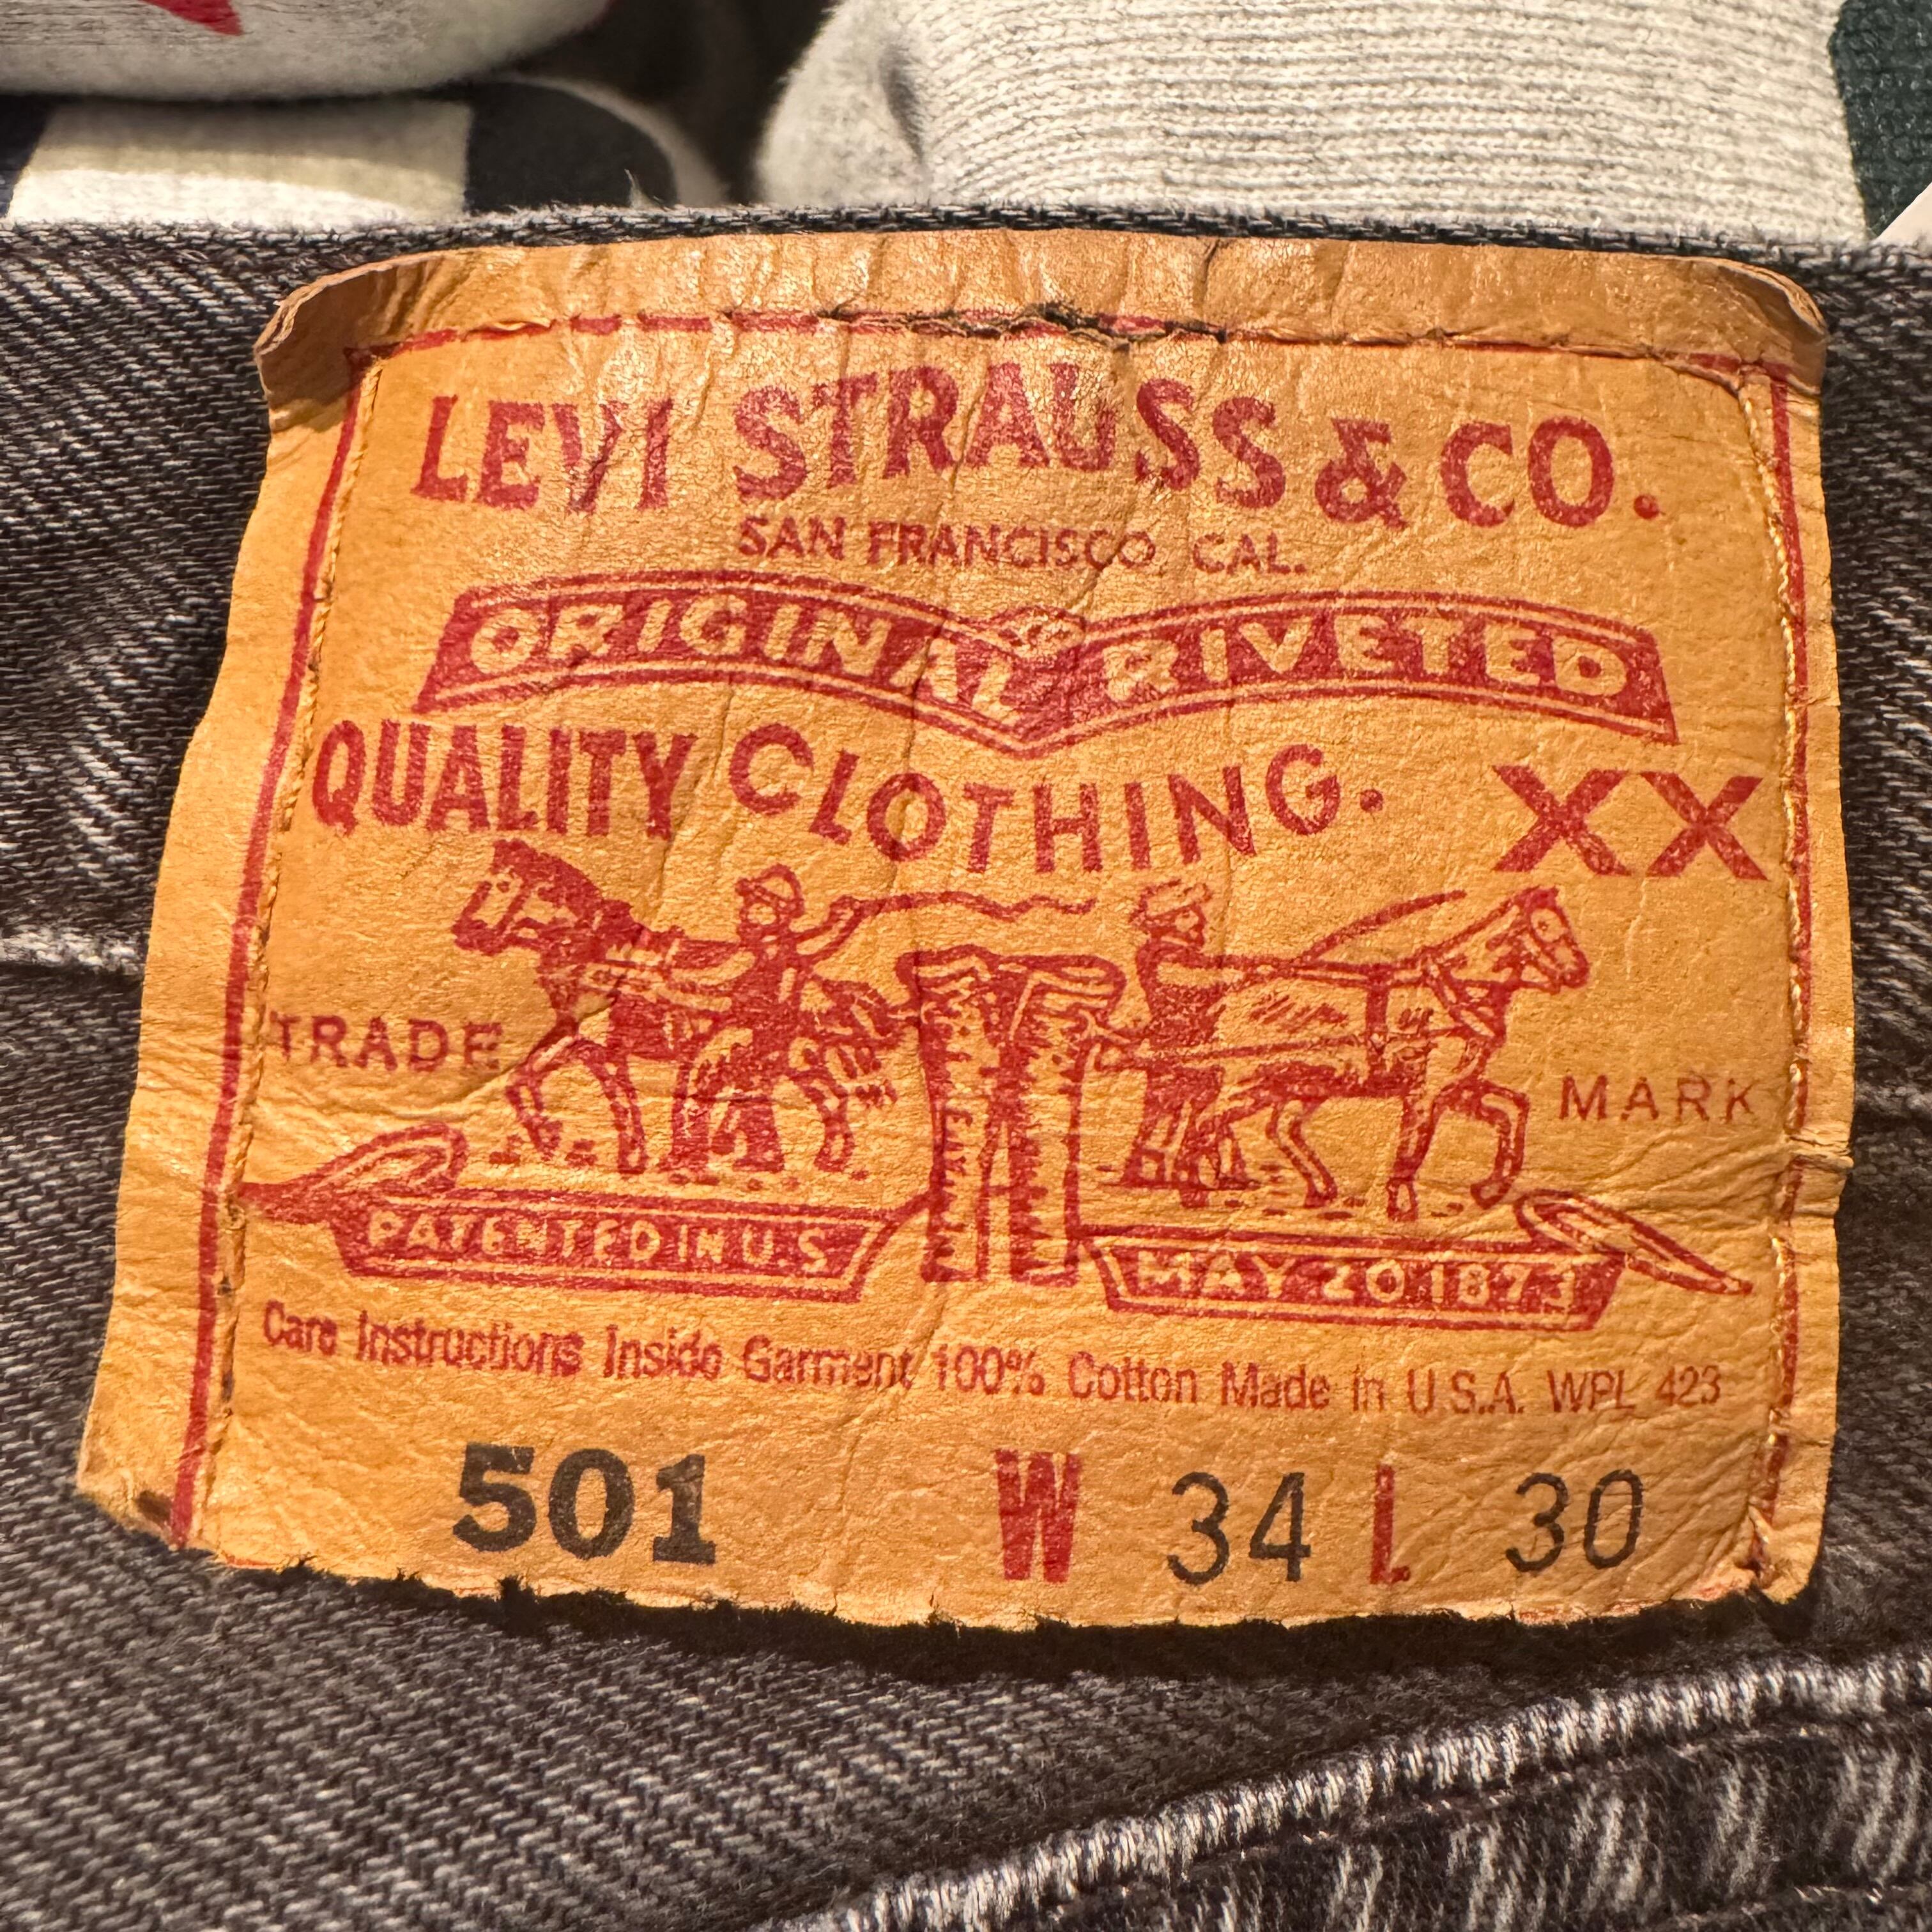 LEVI STRAUSS & CO.
SAN FRANCISCO, CAL.
ORIGINAL RIVETED
QUALITY CLOTHING. XX
TRADE MARK
PATENTED IN U.S MAY 20 1873
Care Instructions Inside Garment 100% Cotton Made in U.S.A. WPL 423
501 W 34 L 30